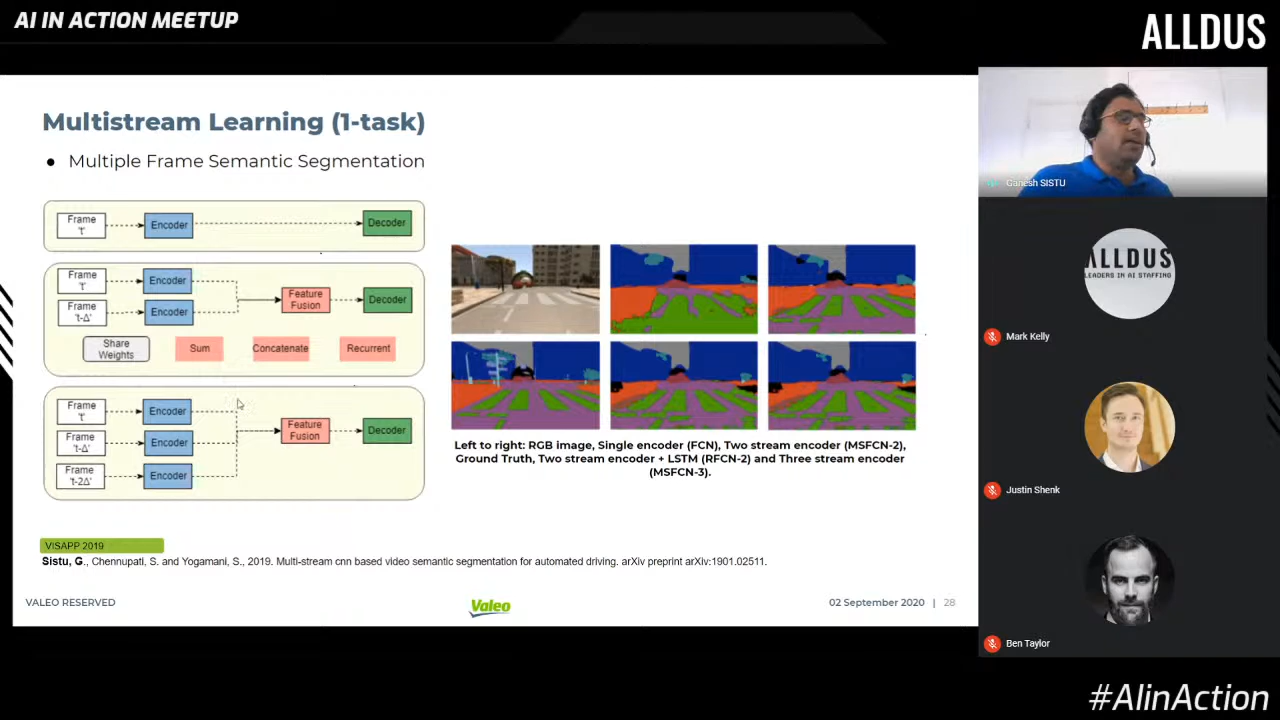 AI IN ACTION MEETUP
ALLDUS
Multistream Learning (1-task)
● Multiple Frame Semantic Segmentation
Frame
't'
Encoder
Decoder
Frame
't'
Encoder
Frame
't-Δ'
Encoder
Feature
Fusion
Decoder
Share
Weights
Sum
Concatenate
Recurrent
Frame
't'
Encoder
Frame
't-Δ'
Encoder
Frame
't-2Δ'
Encoder
Feature
Fusion
Decoder
Left to right: RGB image, Single encoder (FCN), Two stream encoder (MSFCN-2),
Ground Truth, Two stream encoder + LSTM (RFCN-2) and Three stream encoder
(MSFCN-3).
VISAPP 2019
Sistu, G., Chennupati, S. and Yogamani, S., 2019. Multi-stream cnn based video semantic segmentation for automated driving. arXiv preprint arXiv:1901.02511.
VALEO RESERVED
Valeo
02 September 2020 | 28
Ganesh SISTU
ALLDUS
LEADERS IN AI STAFFING
Mark Kelly
Justin Shenk
Ben Taylor
#AIinAction